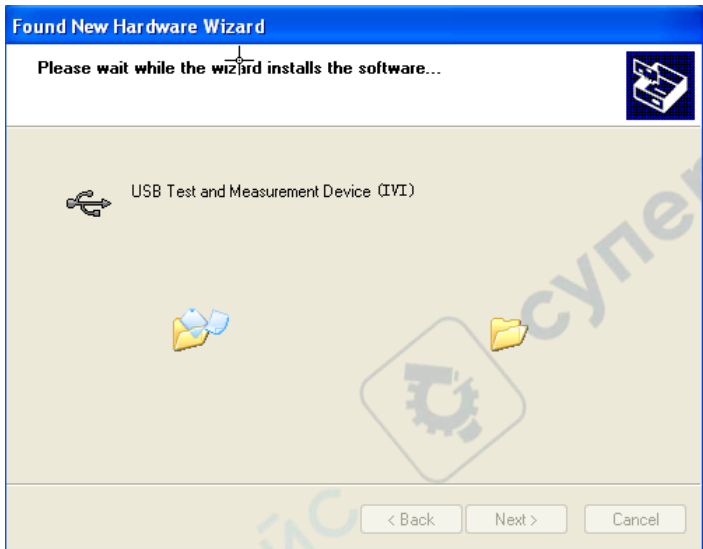 Found New Hardware Wizard
Please wait while the wizard installs the software...
USB Test and Measurement Device (IVI)
< Back
Next >
Cancel